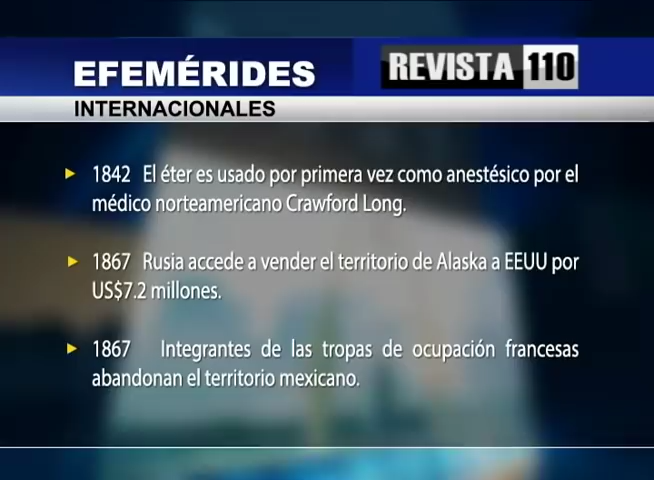 EFEMÉRIDES
REVISTA 110
INTERNACIONALES
1842 El éter es usado por primera vez como anestésico por el
médico norteamericano Crawford Long.
1867 Rusia accede a vender el territorio de Alaska a EEUU por
US$7.2 millones.
1867 Integrantes de las tropas de ocupación francesas
abandonan el territorio mexicano.